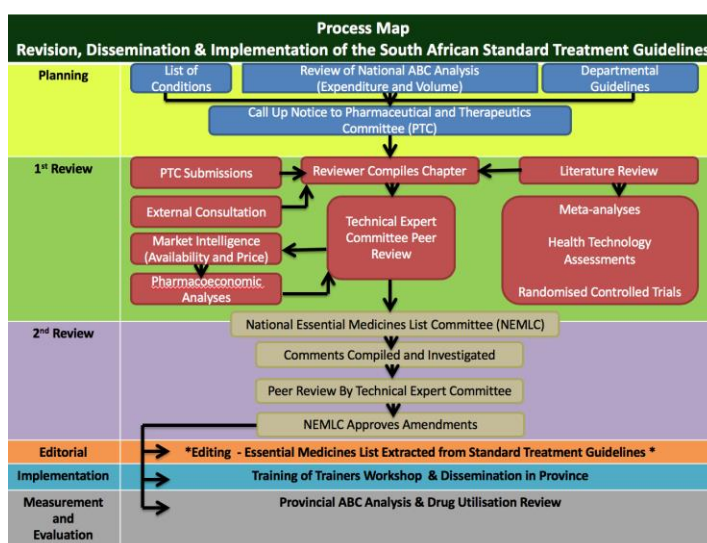 Process Map
Revision, Dissemination & Implementation of the South African Standard Treatment Guidelines
Planning
List of
Conditions
Review of National ABC Analysis
(Expenditure and Volume)
Departmental
Guidelines
Call Up Notice to Pharmaceutical and Therapeutics
Committee (PTC)
1st Review
PTC Submissions
Reviewer Compiles Chapter
Literature Review
External Consultation
Technical Expert
Committee Peer
Review
Meta-analyses
Health Technology
Assessments
Randomised Controlled Trials
Market Intelligence
(Availability and Price)
Pharmacoeconomic
Analyses
2nd Review
National Essential Medicines List Committee (NEMLC)
Comments Compiled and Investigated
Peer Review By Technical Expert Committee
NEMLC Approves Amendments
Editorial
*Editing - Essential Medicines List Extracted from Standard Treatment Guidelines *
Implementation
Training of Trainers Workshop & Dissemination in Province
Measurement
and
Evaluation
Provincial ABC Analysis & Drug Utilisation Review